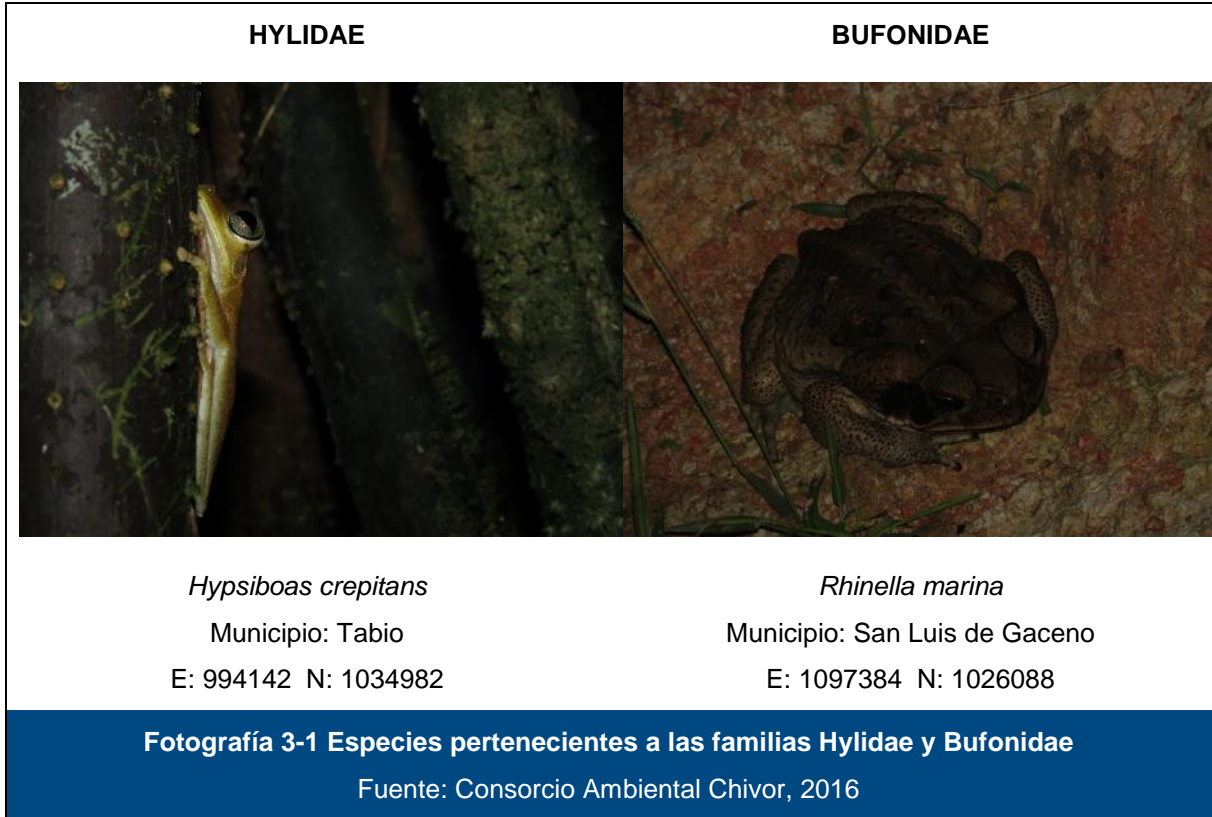 HYLIDAE
BUFONIDAE
Hypsiboas crepitans
Municipio: Tabio
E: 994142 N: 1034982
Rhinella marina
Municipio: San Luis de Gaceno
E: 1097384 N: 1026088
Fotografía 3-1 Especies pertenecientes a las familias Hylidae y Bufonidae
Fuente: Consorcio Ambiental Chivor, 2016